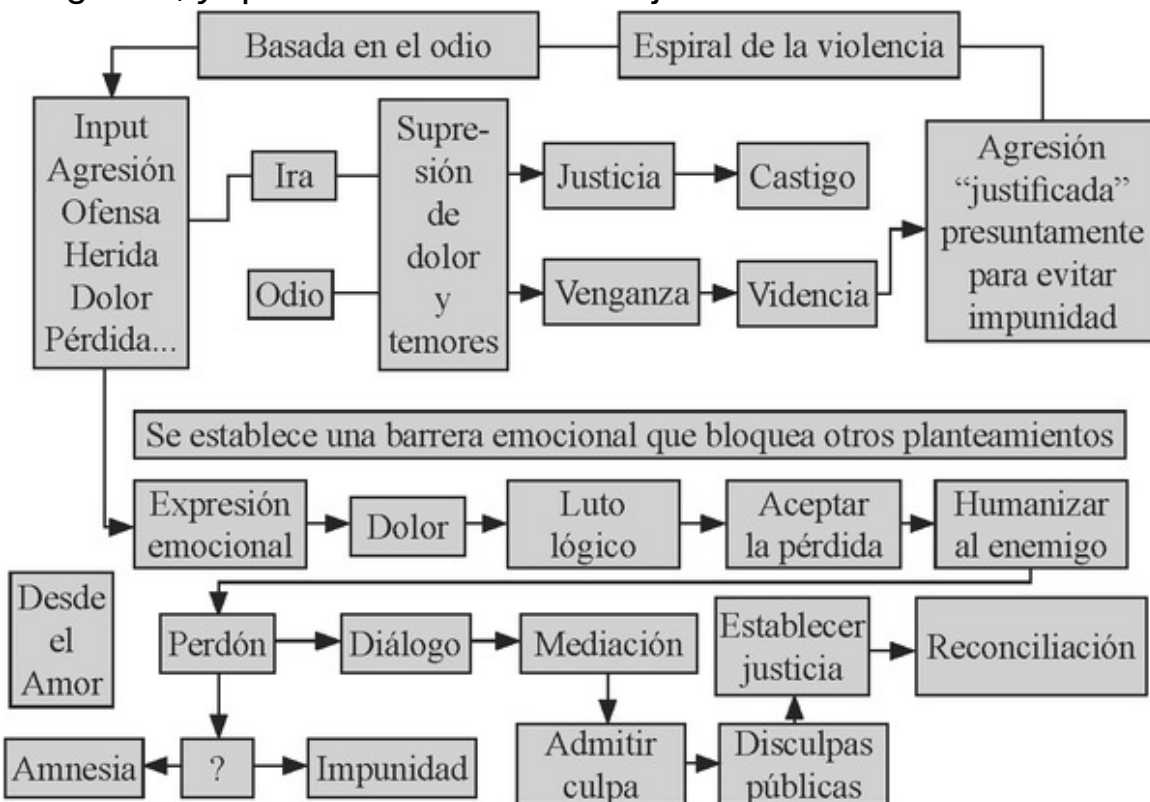 Basada en el odio
Espiral de la violencia
Input
Agresión
Ofensa
Herida
Dolor
Pérdida...
Ira
Odio
Supre-
sión
de
dolor
y
temores
Justicia
Castigo
Venganza
Videncia
Agresión
“justificada”
presuntamente
para evitar
impunidad
Se establece una barrera emocional que bloquea otros planteamientos
Expresión
emocional
Dolor
Luto
lógico
Aceptar
la pérdida
Humanizar
al enemigo
Desde
el
Amor
Perdón
Diálogo
Mediación
Establecer
justicia
Reconciliación
Amnesia
?
Impunidad
Admitir
culpa
Disculpas
públicas